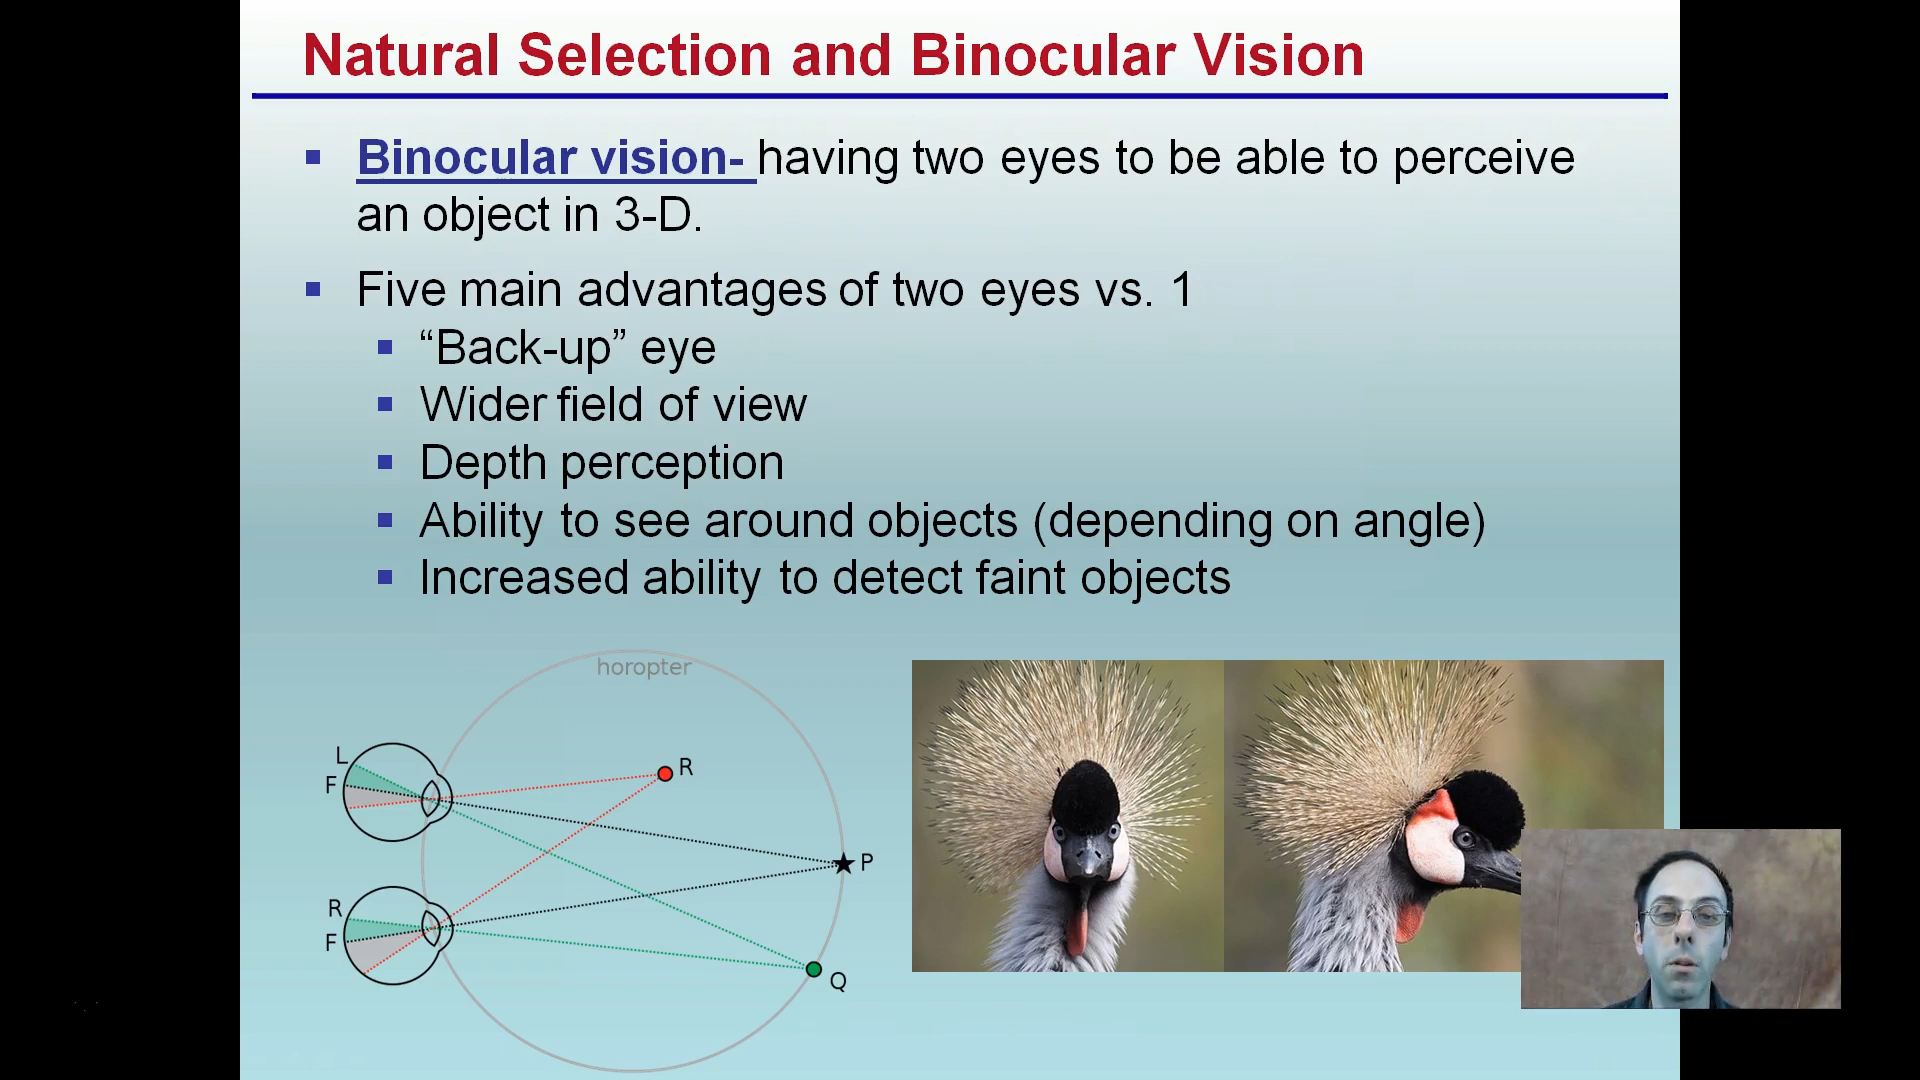 Natural Selection and Binocular Vision
Binocular vision- having two eyes to be able to perceive
an object in 3-D.
Five main advantages of two eyes vs. 1
“Back-up” eye
Wider field of view
Depth perception
Ability to see around objects (depending on angle)
Increased ability to detect faint objects
horopter
L
F
R
P
R
F
Q